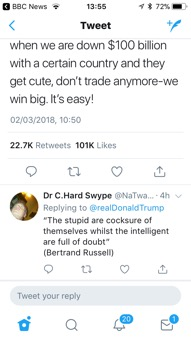 BBC News 13:55 72%
Tweet
when we are down $100 billion
with a certain country and they
get cute, don't trade anymore-we
win big. It's easy!
02/03/2018, 10:50
22.7K Retweets 101K Likes
Dr C.Hard Swype @NaTwa... · 4h
Replying to @realDonaldTrump
"The stupid are cocksure of
themselves whilst the intelligent
are full of doubt"
(Bertrand Russell)
Tweet your reply
20 1